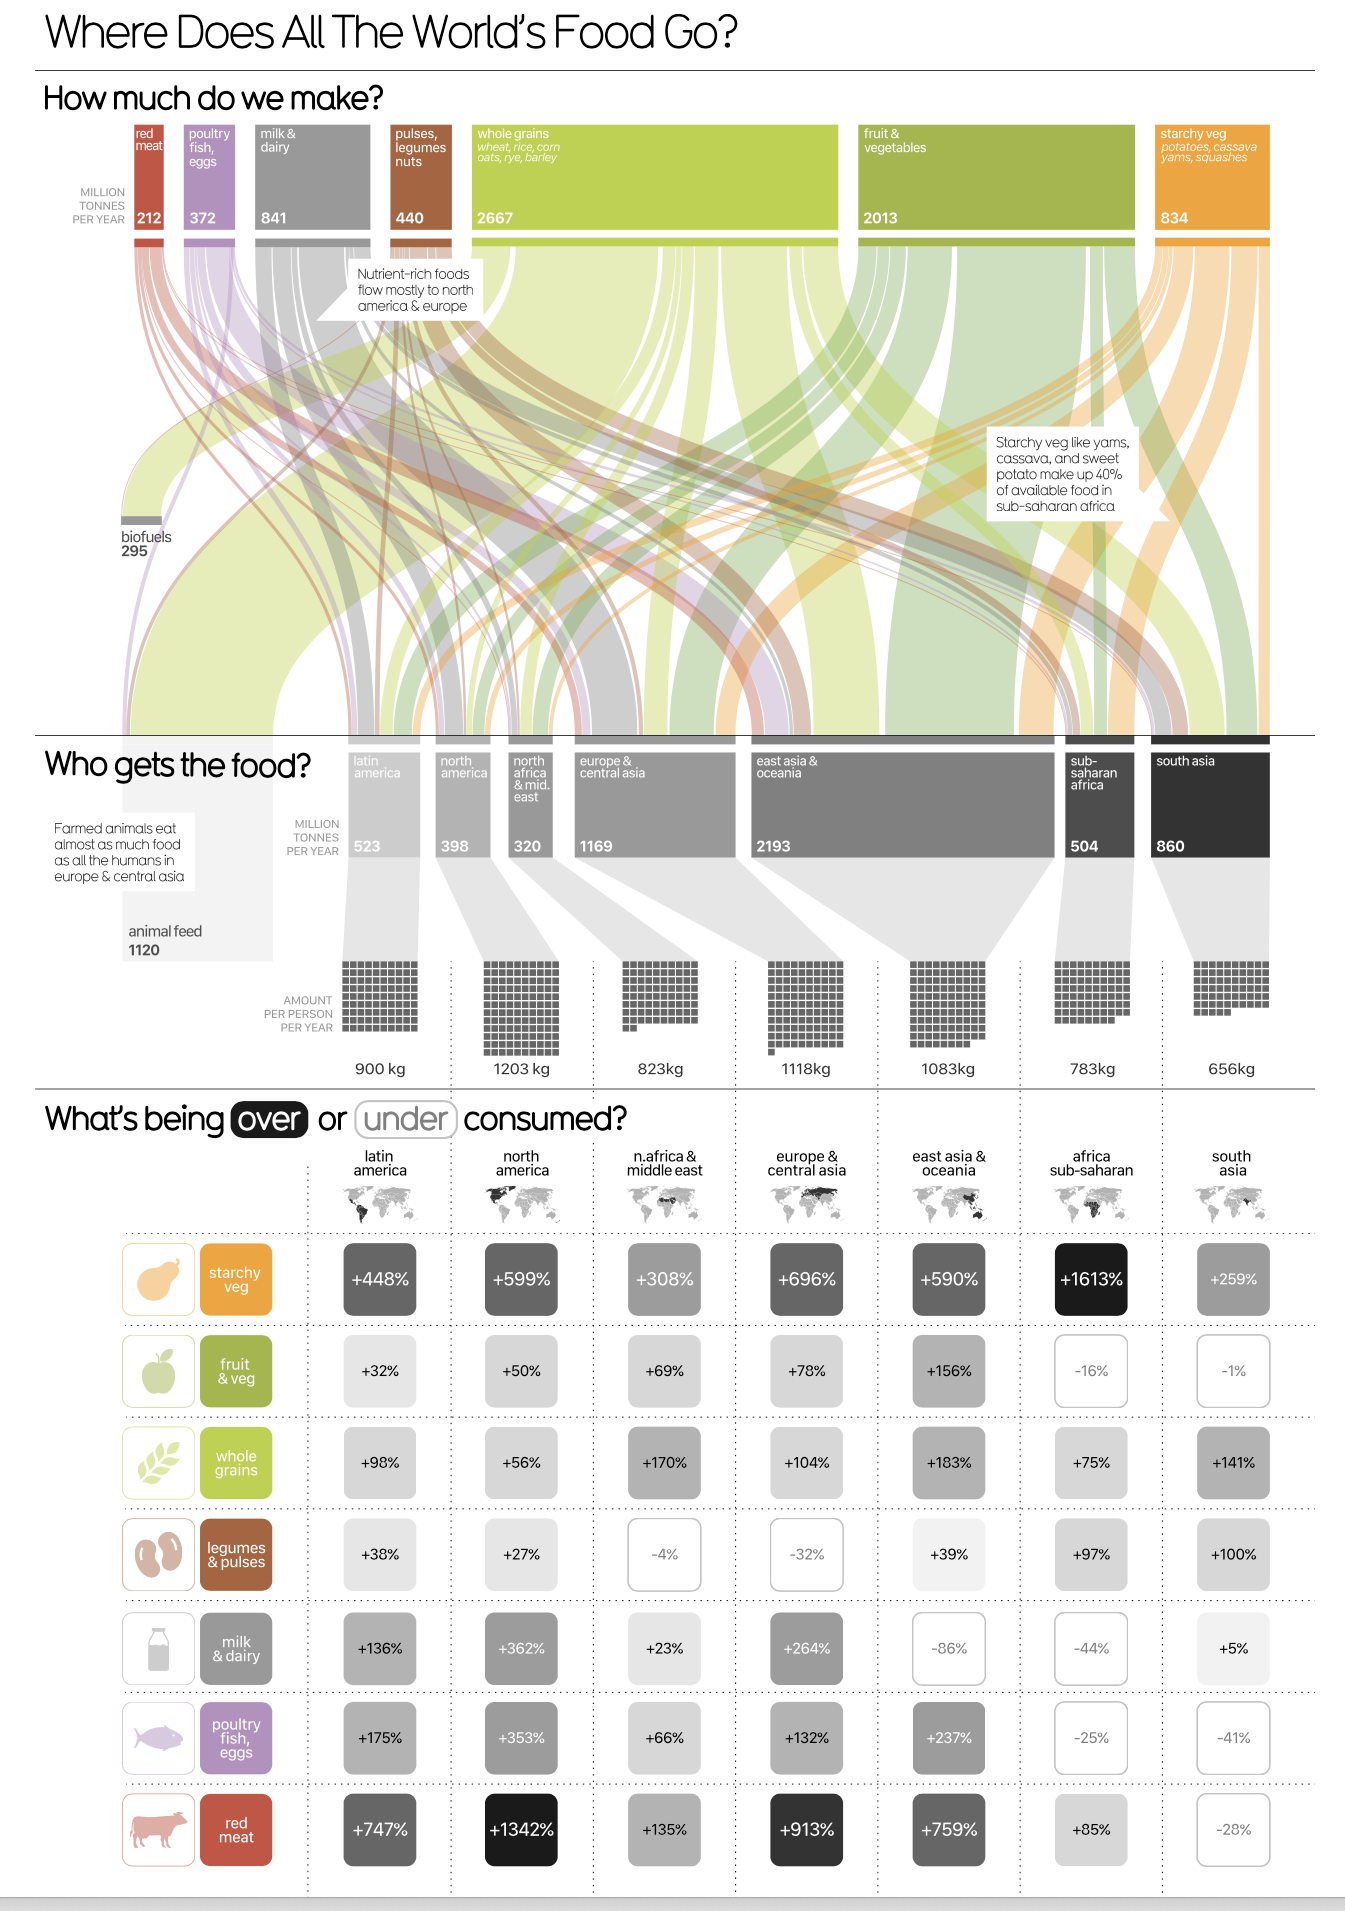 Where Does All The World's Food Go?
How much do we make?
red
meat
poultry
fish,
eggs
milk &
dairy
pulses,
legumes
nuts
whole grains
wheat, rice, corn
oats, rye, barley
fruit &
vegetables
starchy veg
potatoes, cassava
yams, squashes
MILLION
TONNES
PER YEAR
212
372
841
440
2667
2013
834
Nutrient-rich foods
flow mostly to north
america & europe
Starchy veg like yams,
cassava, and sweet
potato make up 40%
of available food in
sub-saharan africa
biofuels
295
Who gets the food?
latin
america
north
america
north
africa
& mid.
east
europe &
central asia
east asia &
oceania
sub-
saharan
africa
south asia
Farmed animals eat
almost as much food
as all the humans in
europe & central asia
MILLION
TONNES
PER YEAR
523
398
320
1169
2193
504
860
animal feed
1120
AMOUNT
PER PERSON
PER YEAR
900 kg
1203 kg
823kg
1118kg
1083kg
783kg
656kg
What's being over or under consumed?
latin
america
north
america
n.africa &
middle east
europe &
central asia
east asia &
oceania
africa
sub-saharan
south
asia
starchy
veg
+448%
+599%
+308%
+696%
+590%
+1613%
+259%
fruit
& veg
+32%
+50%
+69%
+78%
+156%
-16%
-1%
whole
grains
+98%
+56%
+170%
+104%
+183%
+75%
+141%
legumes
& pulses
+38%
+27%
-4%
-32%
+39%
+97%
+100%
milk
& dairy
+136%
+362%
+23%
+264%
-86%
-44%
+5%
poultry
fish,
eggs
+175%
+353%
+66%
+132%
+237%
-25%
-41%
red
meat
+747%
+1342%
+135%
+913%
+759%
+85%
-28%